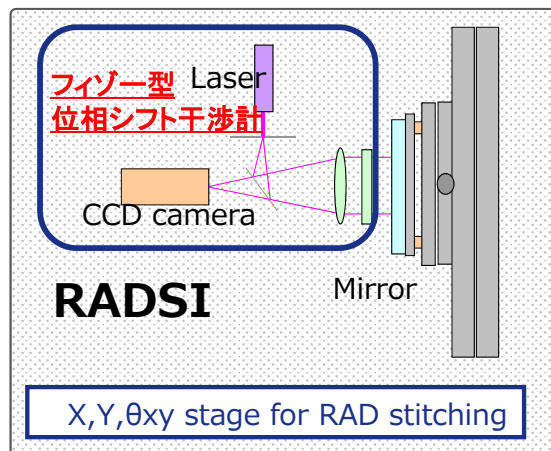 Laser
フィゾー型
位相シフト干渉計
CCD camera
Mirror
RADSI
X,Y,θxy stage for RAD stitching